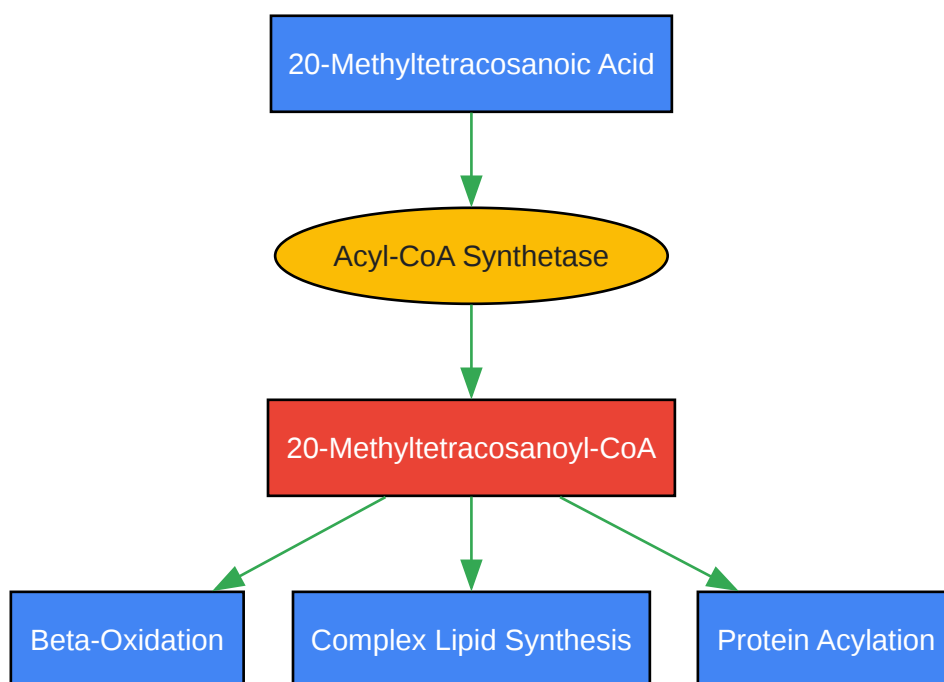 20-Methyltetracosanoic Acid
Acyl-CoA Synthetase
20-Methyltetracosanoyl-CoA
Beta-Oxidation
Complex Lipid Synthesis
Protein Acylation